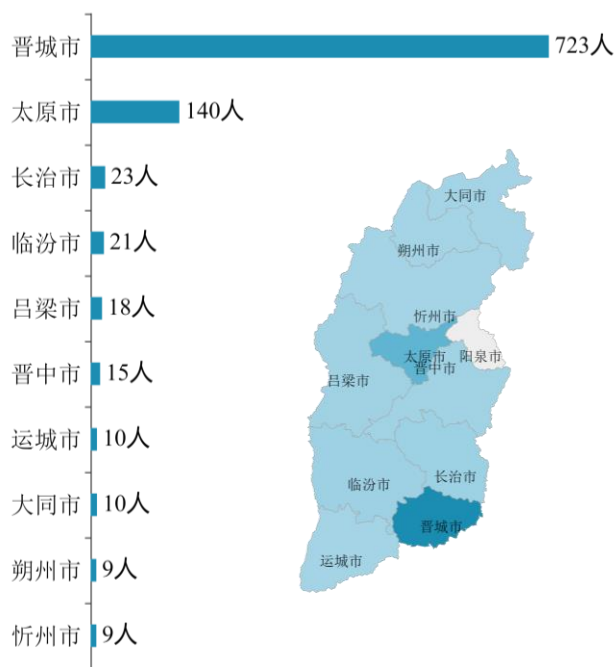 晋城市 723人
太原市 140人
长治市 23人
临汾市 21人
吕梁市 18人
晋中市 15人
运城市 10人
大同市 10人
朔州市 9人
忻州市 9人
大同市
朔州市
忻州市
太原市
阳泉市
晋中市
吕梁市
长治市
临汾市
晋城市
运城市